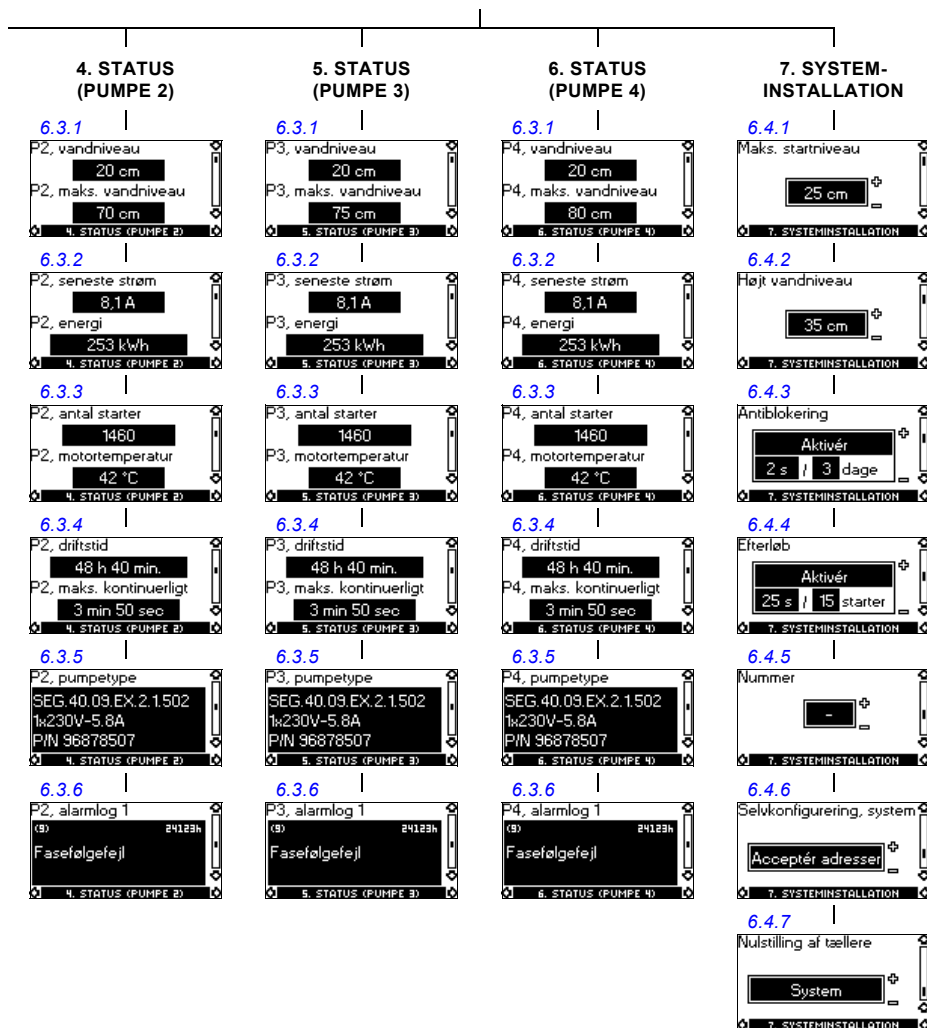 4. STATUS
(PUMPE 2)
6.3.1
P2, vandniveau
20 cm
P2, maks. vandniveau
70 cm
4. STATUS (PUMPE 2)
6.3.2
P2, seneste strøm
8,1 A
P2, energi
253 kWh
4. STATUS (PUMPE 2)
6.3.3
P2, antal starter
1460
P2, motortemperatur
42 °C
4. STATUS (PUMPE 2)
6.3.4
P2, driftstid
48 h 40 min.
P2, maks. kontinuerligt
3 min 50 sec
4. STATUS (PUMPE 2)
6.3.5
P2, pumpetype
SEG.40.09.EX.2.1.502
1x230V-5.8A
P/N 96878507
4. STATUS (PUMPE 2)
6.3.6
P2, alarmlog 1
(9) 24123h
Fasefølgefejl
4. STATUS (PUMPE 2)
5. STATUS
(PUMPE 3)
6.3.1
P3, vandniveau
20 cm
P3, maks. vandniveau
75 cm
5. STATUS (PUMPE 3)
6.3.2
P3, seneste strøm
8,1 A
P3, energi
253 kWh
5. STATUS (PUMPE 3)
6.3.3
P3, antal starter
1460
P3, motortemperatur
42 °C
5. STATUS (PUMPE 3)
6.3.4
P3, driftstid
48 h 40 min.
P3, maks. kontinuerligt
3 min 50 sec
5. STATUS (PUMPE 3)
6.3.5
P3, pumpetype
SEG.40.09.EX.2.1.502
1x230V-5.8A
P/N 96878507
5. STATUS (PUMPE 3)
6.3.6
P3, alarmlog 1
(9) 24123h
Fasefølgefejl
5. STATUS (PUMPE 3)
6. STATUS
(PUMPE 4)
6.3.1
P4, vandniveau
20 cm
P4, maks. vandniveau
80 cm
6. STATUS (PUMPE 4)
6.3.2
P4, seneste strøm
8,1 A
P4, energi
253 kWh
6. STATUS (PUMPE 4)
6.3.3
P4, antal starter
1460
P4, motortemperatur
42 °C
6. STATUS (PUMPE 4)
6.3.4
P4, driftstid
48 h 40 min.
P4, maks. kontinuerligt
3 min 50 sec
6. STATUS (PUMPE 4)
6.3.5
P4, pumpetype
SEG.40.09.EX.2.1.502
1x230V-5.8A
P/N 96878507
6. STATUS (PUMPE 4)
6.3.6
P4, alarmlog 1
(9) 24123h
Fasefølgefejl
6. STATUS (PUMPE 4)
7. SYSTEM-
INSTALLATION
6.4.1
Maks. startniveau
25 cm
7. SYSTEMINSTALLATION
6.4.2
Højt vandniveau
35 cm
7. SYSTEMINSTALLATION
6.4.3
Antiblokering
Aktivér
2 s / 3 dage
7. SYSTEMINSTALLATION
6.4.4
Efterløb
Aktivér
25 s / 15 starter
7. SYSTEMINSTALLATION
6.4.5
Nummer
-
7. SYSTEMINSTALLATION
6.4.6
Selvkonfigurering, system
Acceptér adresser
7. SYSTEMINSTALLATION
6.4.7
Nulstilling af tællere
System
7. SYSTEMINSTALLATION